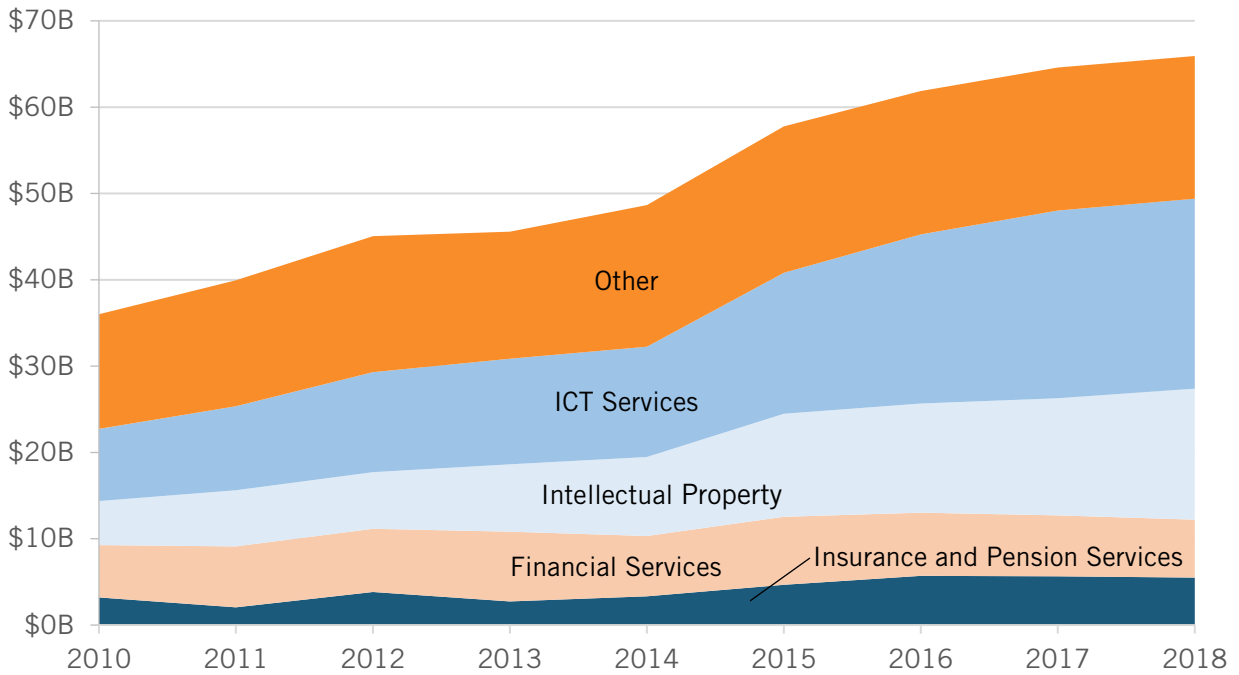 $70B
$60B
$50B
$40B
$30B
$20B
$10B
$0B
Other
ICT Services
Intellectual Property
Financial Services
Insurance and Pension Services
2010 2011 2012 2013 2014 2015 2016 2017 2018